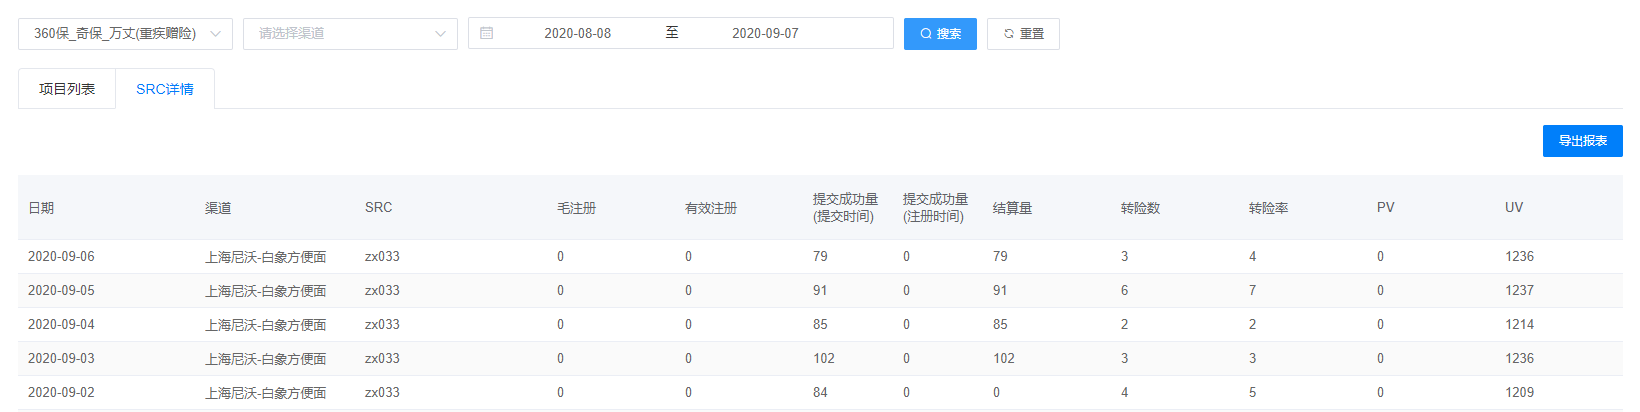 360保_奇保_万丈(重疾赠险) 请选择渠道 2020-08-08 至 2020-09-07 搜索 重置
项目列表 SRC详情
导出报表
日期 渠道 SRC 毛注册 有效注册 提交成功量(提交时间) 提交成功量(注册时间) 结算量 转险数 转险率 PV UV
2020-09-06 上海尼沃-白象方便面 zx033 0 0 79 0 79 3 4 0 1236
2020-09-05 上海尼沃-白象方便面 zx033 0 0 91 0 91 6 7 0 1237
2020-09-04 上海尼沃-白象方便面 zx033 0 0 85 0 85 2 2 0 1214
2020-09-03 上海尼沃-白象方便面 zx033 0 0 102 0 102 3 3 0 1236
2020-09-02 上海尼沃-白象方便面 zx033 0 0 84 0 0 4 5 0 1209